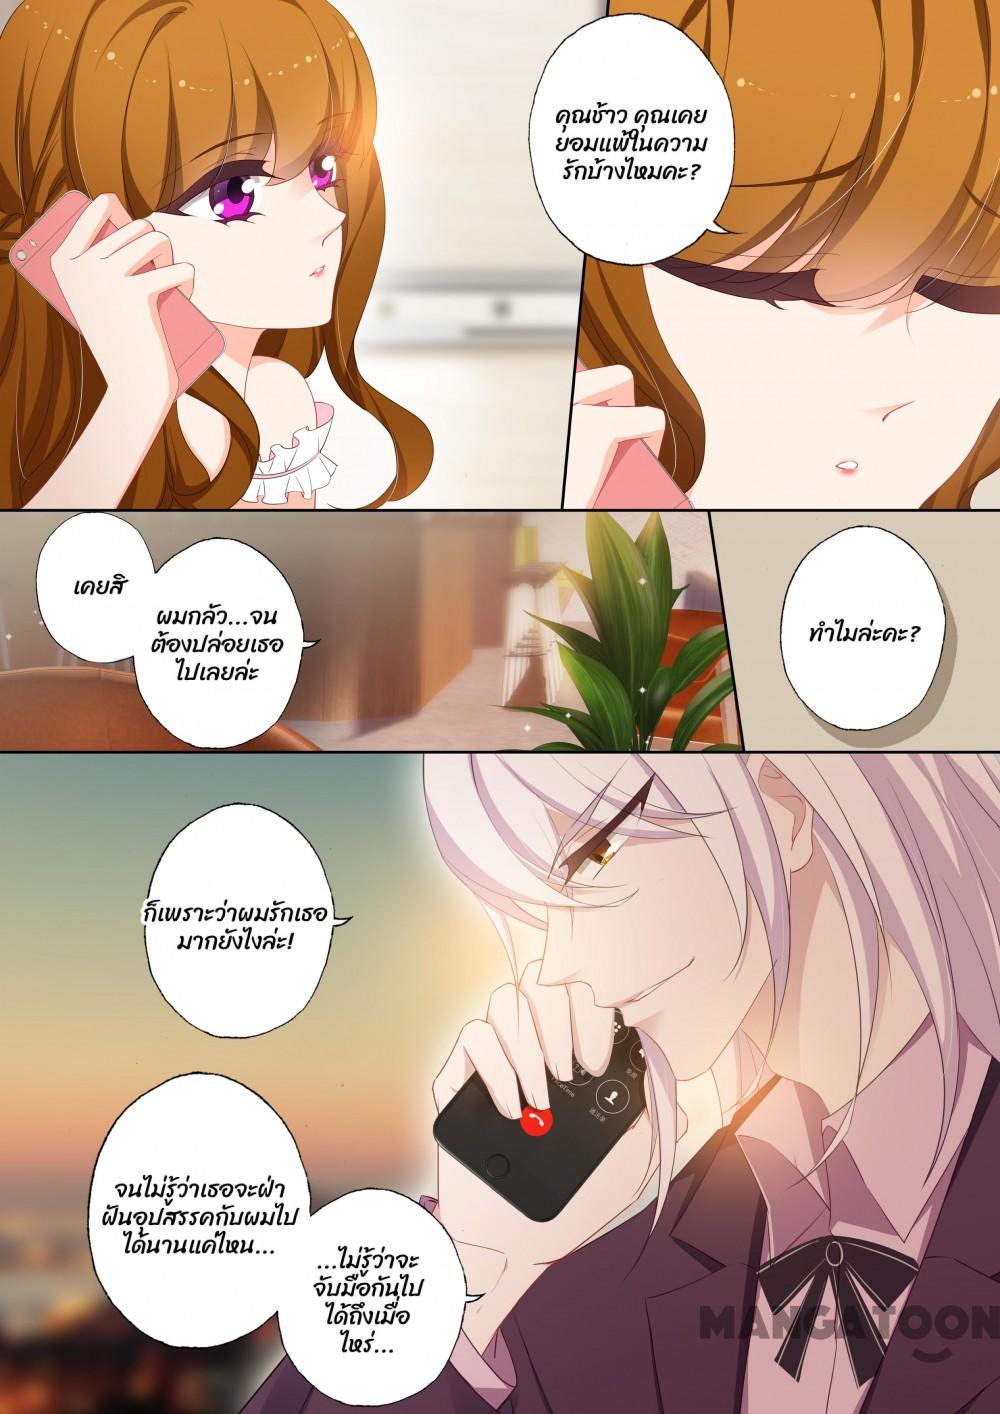 คุณช้าว คุณเคย
ยอมแพ้ในความ
รักบ้างไหมคะ?
เคยสิ
ผมกลัว...จน
ต้องปล่อยเธอ
ไปเลยล่ะ
ทำไมล่ะคะ?
ก็เพราะว่าผมรักเธอ
มากยังไงล่ะ!
จนไม่รู้ว่าเธอจะฝ่า
ฟันอุปสรรคกับผมไป
ได้นานแค่ไหน...
...ไม่รู้ว่าจะ
จับมือกันไป
ได้ถึงเมื่อ
ไหร่
MANGATOON